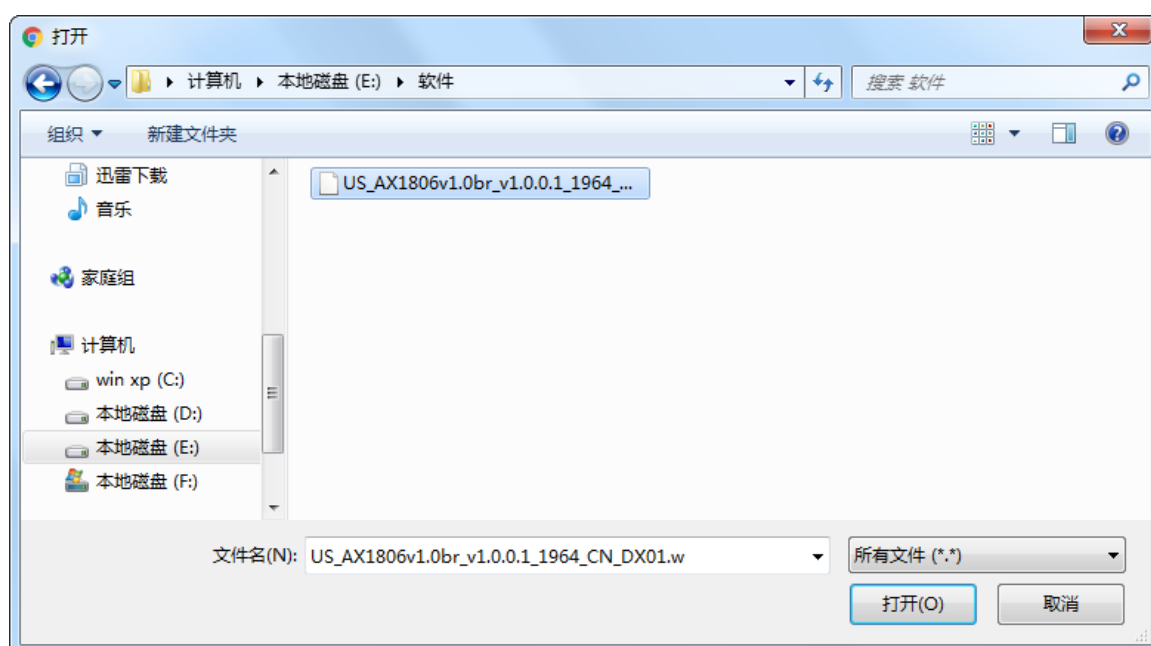 打开
计算机 本地磁盘 (E:) 软件
搜索 软件
组织 新建文件夹
迅雷下载
音乐
家庭组
计算机
win xp (C:)
本地磁盘 (D:)
本地磁盘 (E:)
本地磁盘 (F:)
US_AX1806v1.0br_v1.0.0.1_1964_...
文件名(N): US_AX1806v1.0br_v1.0.0.1_1964_CN_DX01.w
所有文件 (*.*)
打开(O) 取消